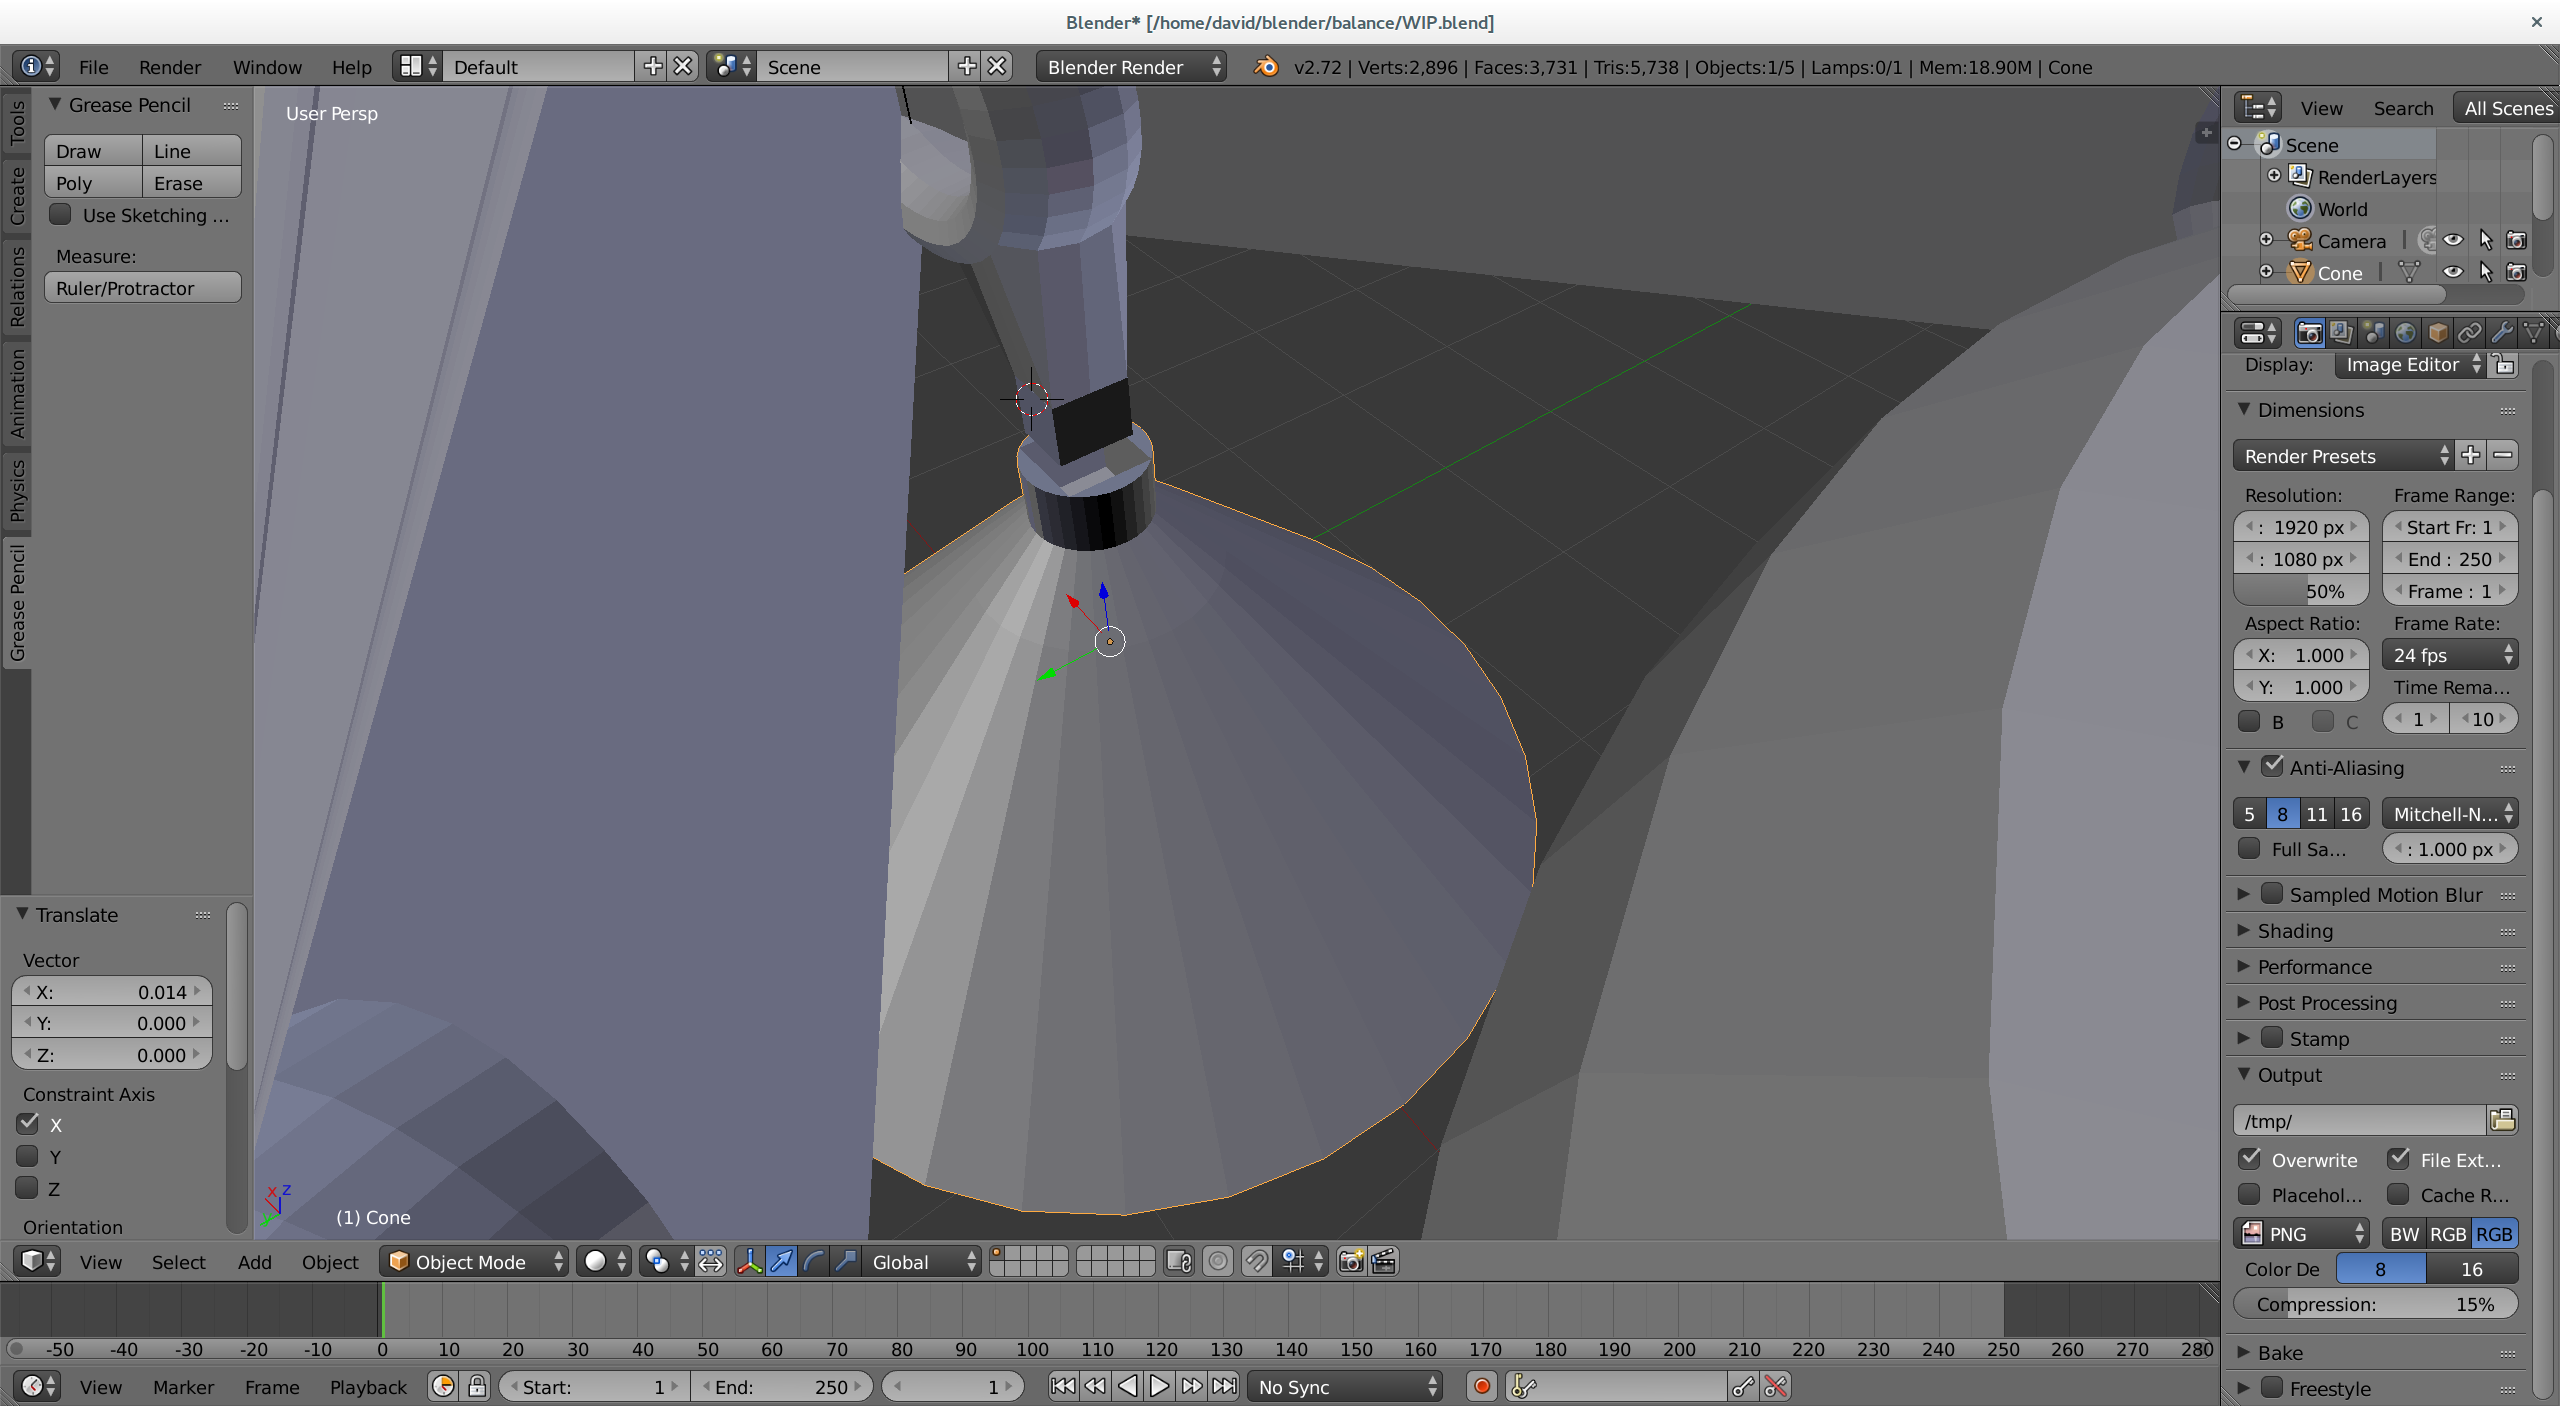 Blender* [/home/david/blender/balance/WIP.blend]
File Render Window Help Default Scene Blender Render v2.72 | Verts:2,896 | Faces:3,731 | Tris:5,738 | Objects:1/5 | Lamps:0/1 | Mem:18.90M | Cone
Tools
Create
Relations
Animation
Physics
Grease Pencil
Grease Pencil
Draw Line
Poly Erase
Use Sketching ...
Measure:
Ruler/Protractor
Translate
Vector
X: 0.014
Y: 0.000
Z: 0.000
Constraint Axis
X
Y
Z
Orientation
User Persp
X Z
(1) Cone
View Select Add Object Object Mode Global
-50 -40 -30 -20 -10 0 10 20 30 40 50 60 70 80 90 100 110 120 130 140 150 160 170 180 190 200 210 220 230 240 250 260 270 280
View Marker Frame Playback Start: 1 End: 250 1 No Sync
View Search All Scenes
Scene
RenderLayers
World
Camera |
Cone |
Display: Image Editor
Dimensions
Render Presets
Resolution: Frame Range:
: 1920 px Start Fr: 1
: 1080 px End : 250
50% Frame : 1
Aspect Ratio: Frame Rate:
X: 1.000 24 fps
Y: 1.000 Time Rema...
B C 1 10
Anti-Aliasing
5 8 11 16 Mitchell-N...
Full Sa... : 1.000 px
Sampled Motion Blur
Shading
Performance
Post Processing
Stamp
Output
/tmp/
Overwrite File Ext...
Placehol... Cache R...
PNG BW RGB RGB
Color De 8 16
Compression: 15%
Bake
Freestyle